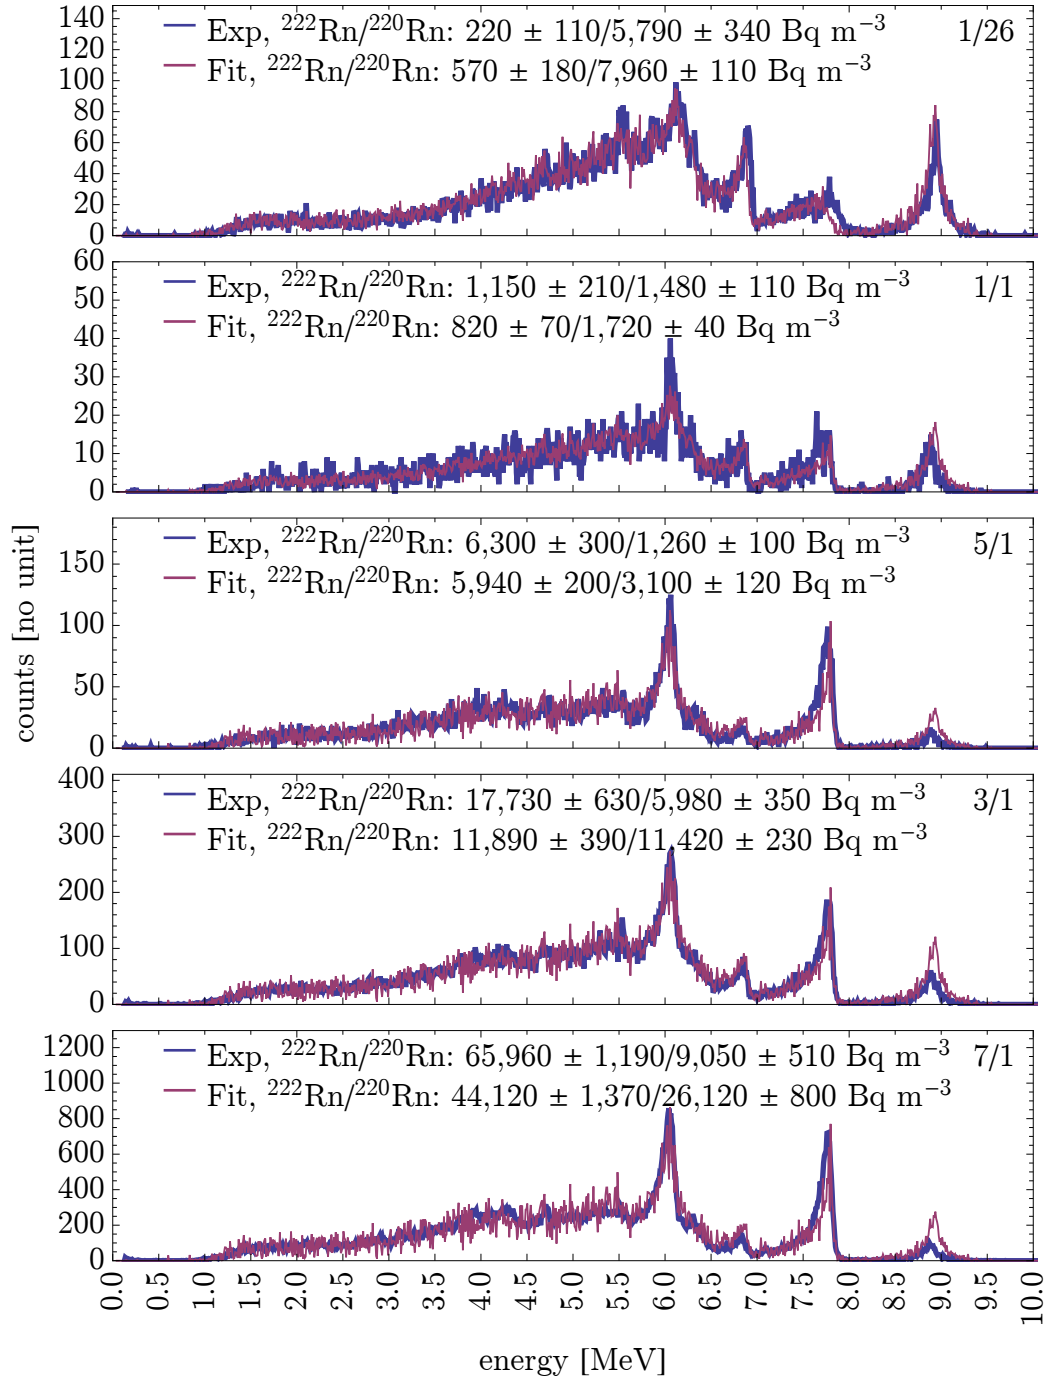 counts [no unit]
140
120
100
80
60
40
20
0
Exp, ²²²Rn/²²⁰Rn: 220 ± 110/5,790 ± 340 Bq m⁻³ 1/26
Fit, ²²²Rn/²²⁰Rn: 570 ± 180/7,960 ± 110 Bq m⁻³
60
50
40
30
20
10
0
Exp, ²²²Rn/²²⁰Rn: 1,150 ± 210/1,480 ± 110 Bq m⁻³ 1/1
Fit, ²²²Rn/²²⁰Rn: 820 ± 70/1,720 ± 40 Bq m⁻³
150
100
50
0
Exp, ²²²Rn/²²⁰Rn: 6,300 ± 300/1,260 ± 100 Bq m⁻³ 5/1
Fit, ²²²Rn/²²⁰Rn: 5,940 ± 200/3,100 ± 120 Bq m⁻³
400
300
200
100
0
Exp, ²²²Rn/²²⁰Rn: 17,730 ± 630/5,980 ± 350 Bq m⁻³ 3/1
Fit, ²²²Rn/²²⁰Rn: 11,890 ± 390/11,420 ± 230 Bq m⁻³
1200
1000
800
600
400
200
0
Exp, ²²²Rn/²²⁰Rn: 65,960 ± 1,190/9,050 ± 510 Bq m⁻³ 7/1
Fit, ²²²Rn/²²⁰Rn: 44,120 ± 1,370/26,120 ± 800 Bq m⁻³
0.0 0.5 1.0 1.5 2.0 2.5 3.0 3.5 4.0 4.5 5.0 5.5 6.0 6.5 7.0 7.5 8.0 8.5 9.0 9.5 10.0
energy [MeV]